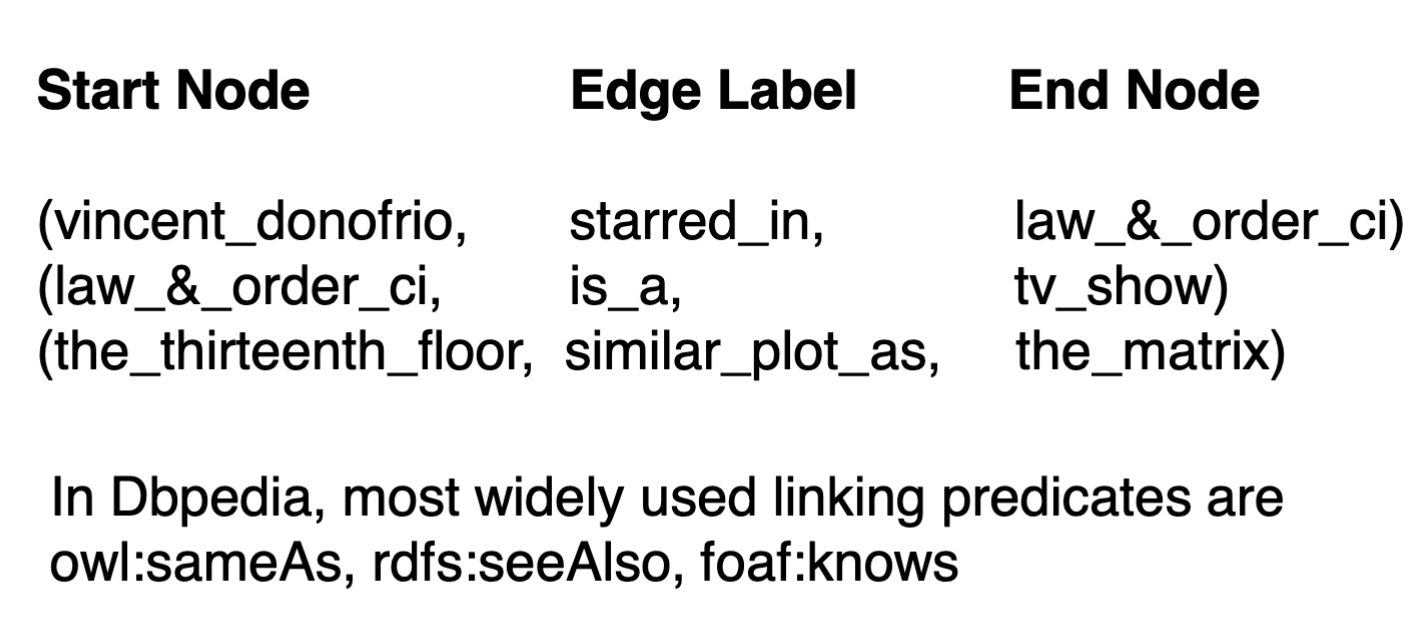 Start Node Edge Label End Node
(vincent_donofrio, starred_in, law_&_order_ci)
(law_&_order_ci, is_a, tv_show)
(the_thirteenth_floor, similar_plot_as, the_matrix)
In Dbpedia, most widely used linking predicates are
owl:sameAs, rdfs:seeAlso, foaf:knows